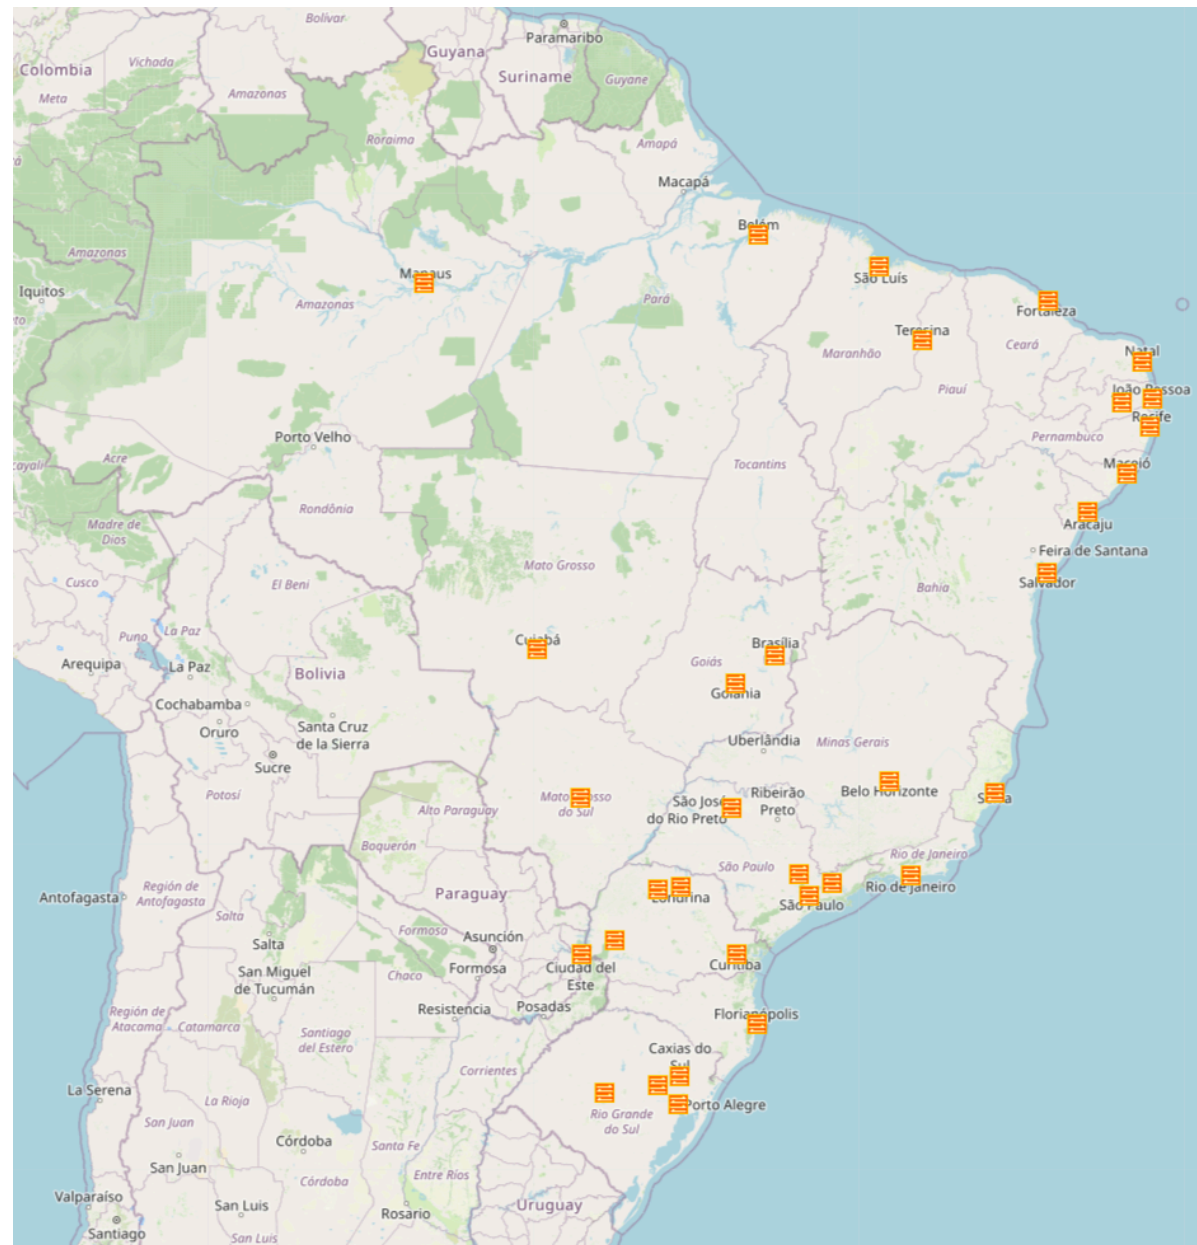 Bolívar
Paramaribo
Guyana
Vichada
Colombia
Suriname
Guyane
Meta
Amazonas
Roraima
Amapá
Macapá
Belém
Amazonas
Manaus
São Luís
Iquitos
Pará
Amazonas
Fortaleza
Teresina
Ceará
Maranhão
Natal
Piauí
João Pessoa
Recife
Porto Velho
Pernambuco
Acre
Tocantins
Maceió
Rondônia
Madre de
Dios
Aracaju
Feira de Santana
Mato Grosso
Cusco
El Beni
Salvador
Bahia
La Paz
Puno
Cuiabá
Brasília
Arequipa
La Paz
Goiás
Bolivia
Goiânia
Cochabamba
Oruro
Santa Cruz
de la Sierra
Uberlândia
Minas Gerais
Sucre
Potosí
Mato Grosso
do Sul
Alto Paraguay
São José
do Rio Preto
Ribeirão
Preto
Belo Horizonte
Serra
Boquerón
Rio de Janeiro
São Paulo
Antofagasta
Región de
Antofagasta
Paraguay
Londrina
São Paulo
Rio de Janeiro
Salta
Formosa
Salta
Asunción
San Miguel
de Tucumán
Chaco
Formosa
Ciudad del
Este
Curitiba
Región de
Atacama
Catamarca
Resistencia
Posadas
Florianópolis
Santiago
del Estero
Caxias do
Sul
Corrientes
La Serena
La Rioja
Porto Alegre
Rio Grande
do Sul
San Juan
Córdoba
Santa Fe
San Juan
Córdoba
Entre Ríos
Valparaíso
San Luis
Rosario
Uruguay
Santiago
San Luis